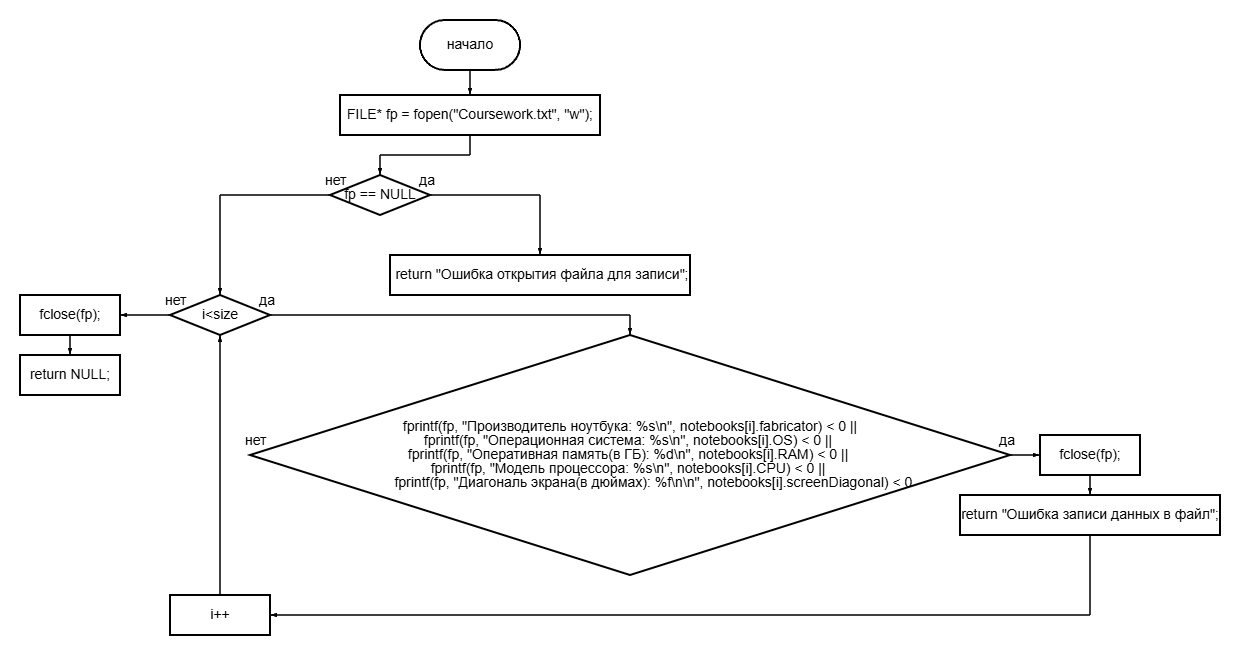 начало
FILE* fp = fopen("Coursework.txt", "w");
нет
да
fp == NULL
return "Ошибка открытия файла для записи";
нет
да
i<size
fclose(fp);
return NULL;
fprintf(fp, "Производитель ноутбука: %s\n", notebooks[i].fabricator) < 0 ||
fprintf(fp, "Операционная система: %s\n", notebooks[i].OS) < 0 ||
fprintf(fp, "Оперативная память(в ГБ): %d\n", notebooks[i].RAM) < 0 ||
fprintf(fp, "Модель процессора: %s\n", notebooks[i].CPU) < 0 ||
fprintf(fp, "Диагональ экрана(в дюймах): %f\n\n", notebooks[i].screenDiagonal) < 0
нет
да
fclose(fp);
return "Ошибка записи данных в файл";
i++